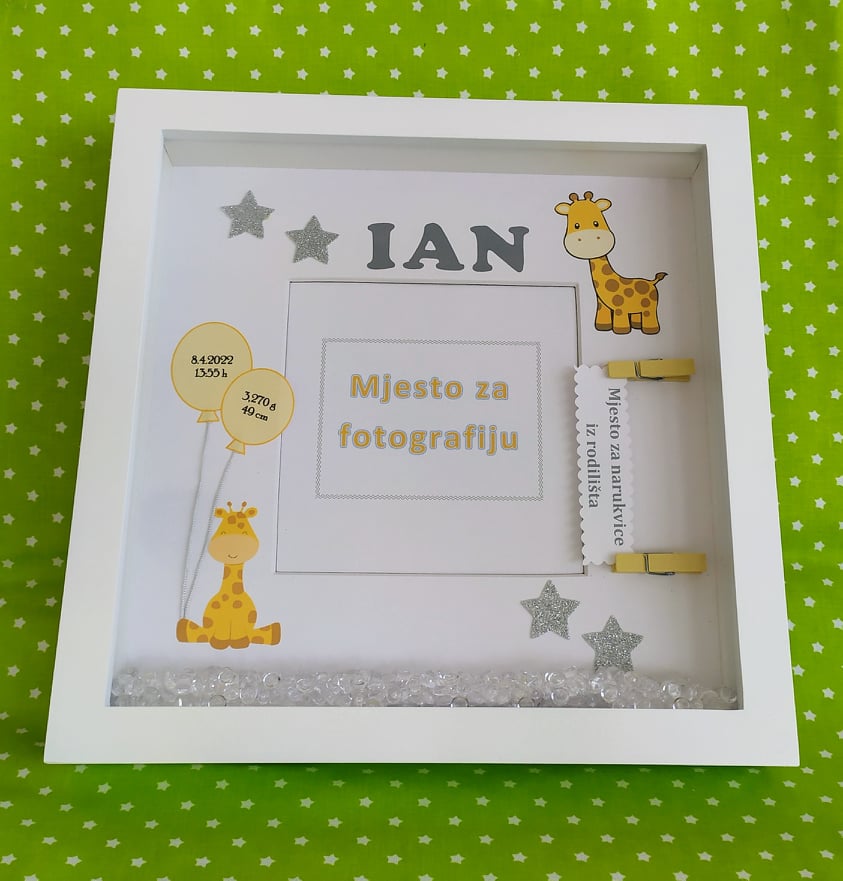 IAN
8.4.2022
13:55 h
3.270 g
49 cm
Mjesto za
fotografiju
Mjesto za narukvice
iz rodilišta